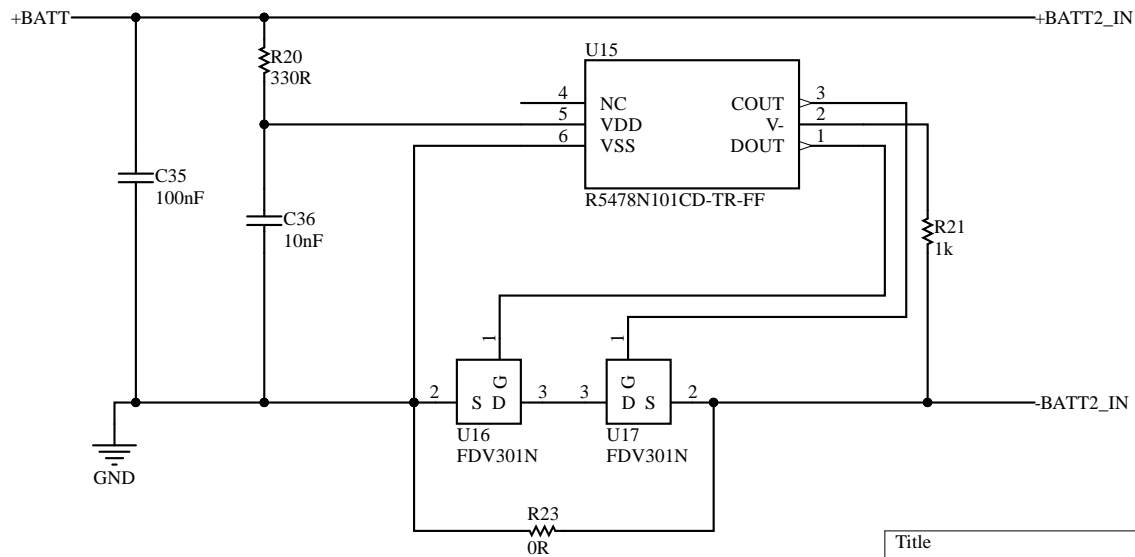 +BATT
+BATT2_IN
R20
330R
U15
4
NC
COUT
3
5
VDD
V-
2
6
VSS
DOUT
1
R5478N101CD-TR-FF
C35
100nF
C36
10nF
R21
1k
1
1
G
G
2
S D
3
3
D S
2
-BATT2_IN
U16
FDV301N
U17
FDV301N
GND
R23
0R
Title